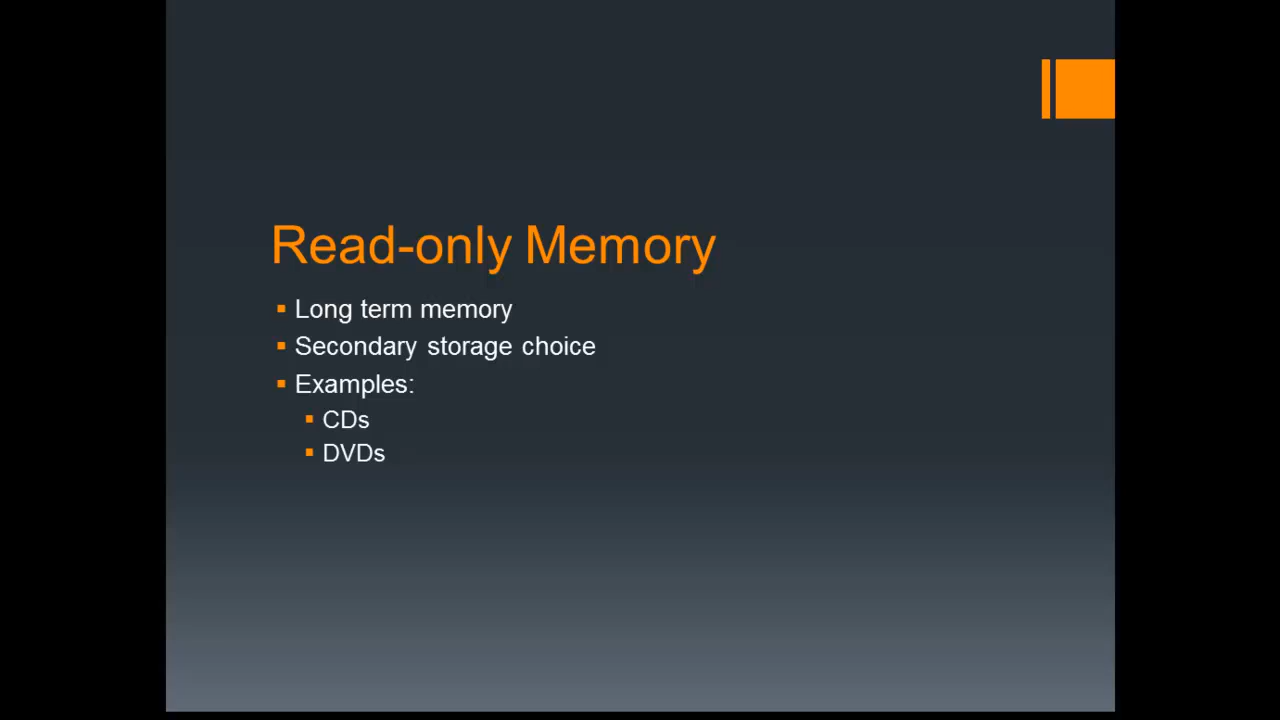 Read-only Memory
Long term memory
Secondary storage choice
Examples:
CDs
DVDs